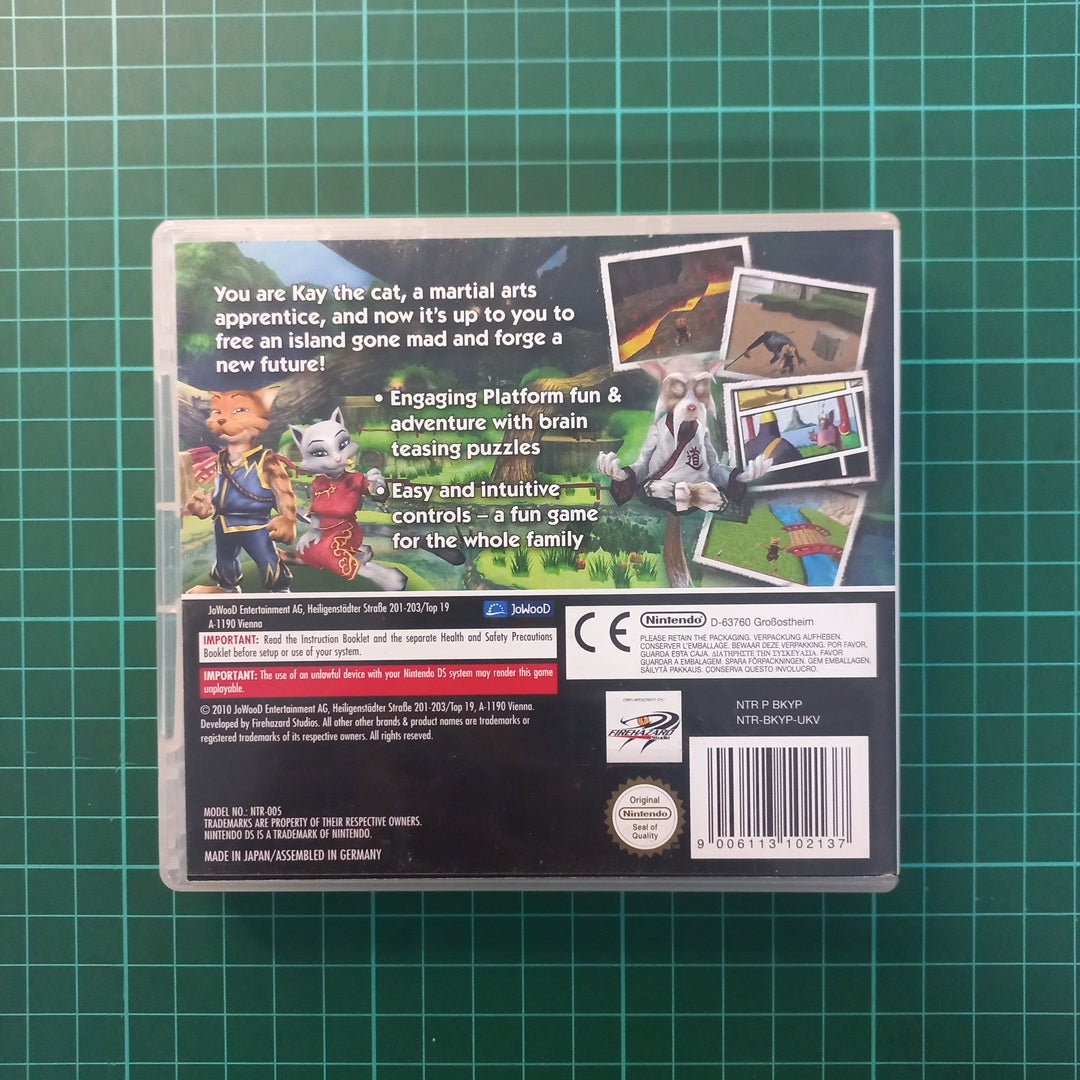 You are Kay the cat, a martial arts
apprentice, and now it's up to you to
free an island gone mad and forge a
new future!
• Engaging Platform fun &
adventure with brain
teasing puzzles
• Easy and intuitive
controls – a fun game
for the whole family
JoWooD Entertainment AG, Heiligenstädter Straße 201-203/Top 19
A-1190 Vienna
JoWooD
IMPORTANT: Read the Instruction Booklet and the separate Health and Safety Precautions
Booklet before setup or use of your system.
IMPORTANT: The use of an unlawful device with your Nintendo DS system may render this game
unplayable.
© 2010 JoWooD Entertainment AG, Heiligenstädter Straße 201-203/Top 19, A-1190 Vienna.
Developed by Firehazard Studios. All other other brands & product names are trademarks or
registered trademarks of its respective owners. All rights reseved.
MODEL NO.: NTR-005
TRADEMARKS ARE PROPERTY OF THEIR RESPECTIVE OWNERS.
NINTENDO DS IS A TRADEMARK OF NINTENDO.
MADE IN JAPAN/ASSEMBLED IN GERMANY
CE
Nintendo D-63760 Großostheim
PLEASE RETAIN THE PACKAGING. VERPACKUNG AUFHEBEN.
CONSERVER L'EMBALLAGE. BEWAAR DEZE VERPAKKING. POR FAVOR,
GUARDA ESTA CAJA. ΔΙΑΤΗΡΗΣΤΕ ΤΗΝ ΣΥΣΚΕΥΑΣΙΑ. FAVOR
GUARDAR A EMBALAGEM. SPARA FÖRPACKNINGEN. GEM EMBALLAGEN,
SÄILYTÄ PAKKAUS. CONSERVA QUESTO INVOLUCRO.
DEVELOPED BY
FIREHAZARD
STUDIO
NTR P BKYP
NTR-BKYP-UKV
Original
Nintendo
Seal of
Quality
9 006113 102137